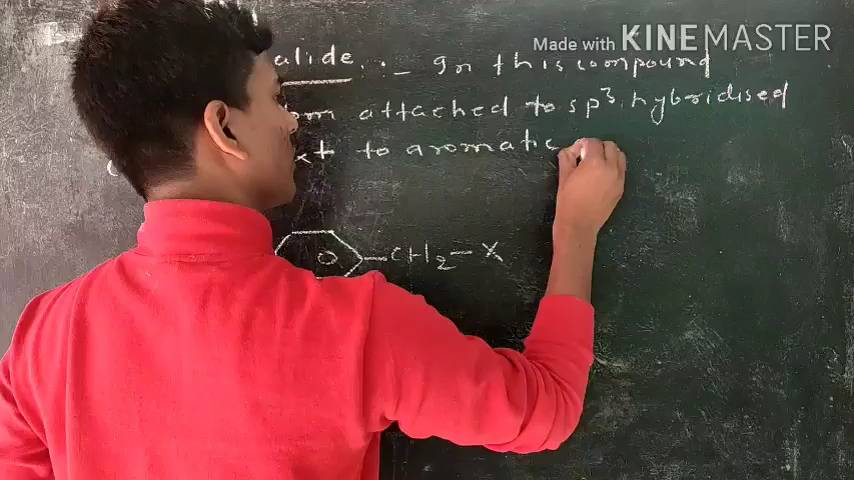 Made with KINEMASTER
alide :- In this compound
om attached to sp³ hybridised
xt to aromatic
-CH2-X